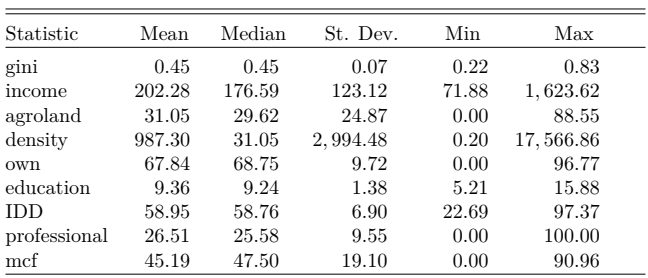 Statistic Mean Median St. Dev. Min Max
gini 0.45 0.45 0.07 0.22 0.83
income 202.28 176.59 123.12 71.88 1,623.62
agroland 31.05 29.62 24.87 0.00 88.55
density 987.30 31.05 2,994.48 0.20 17,566.86
own 67.84 68.75 9.72 0.00 96.77
education 9.36 9.24 1.38 5.21 15.88
IDD 58.95 58.76 6.90 22.69 97.37
professional 26.51 25.58 9.55 0.00 100.00
mcf 45.19 47.50 19.10 0.00 90.96